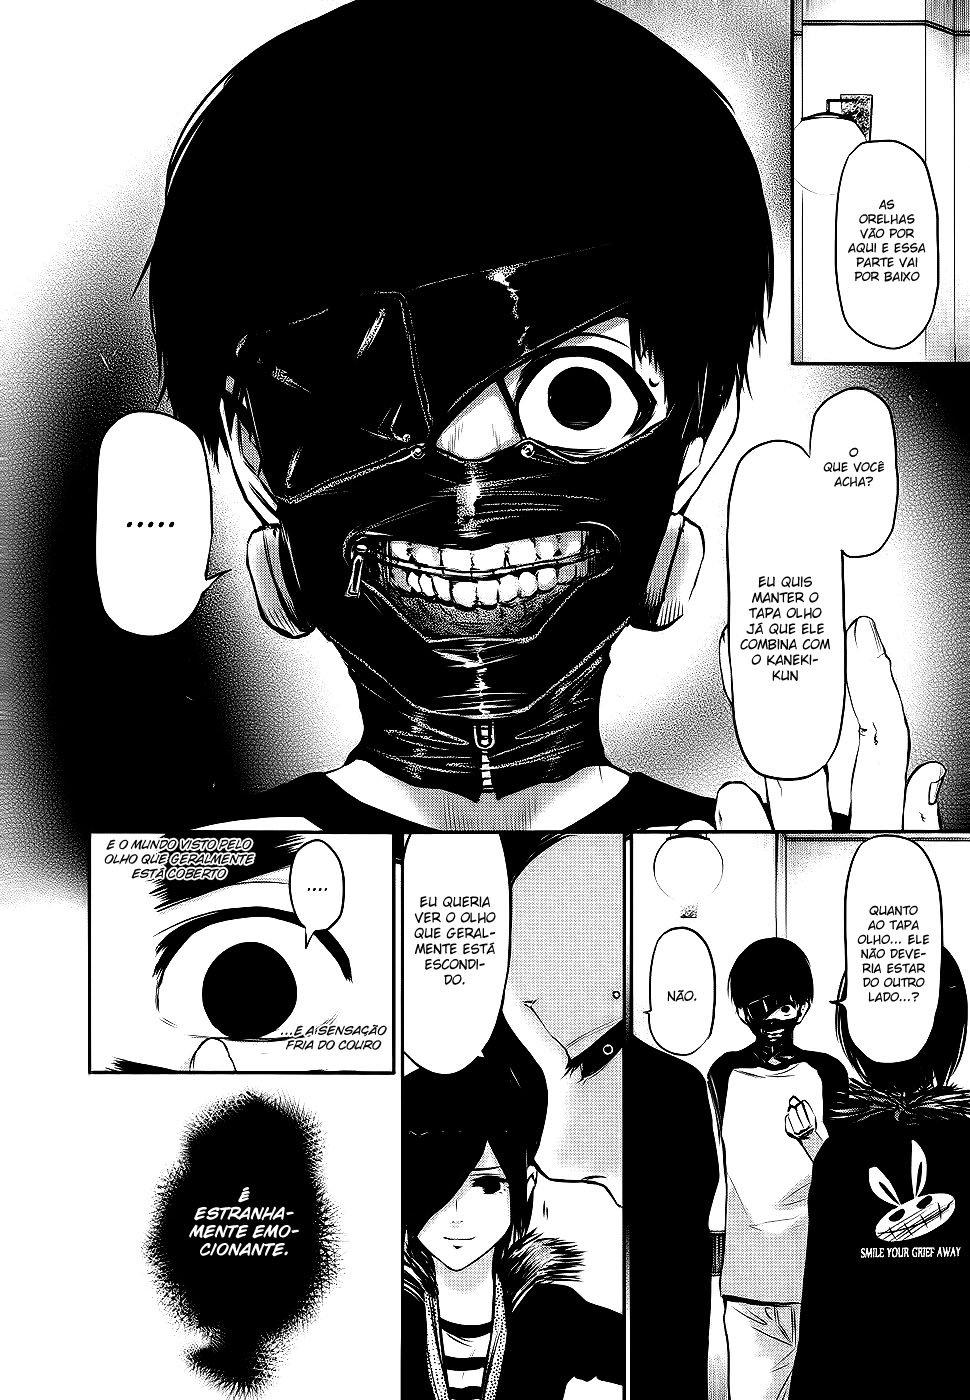 AS
ORELHAS
VÃO POR
AQUI E ESSA
PARTE VAI
POR BAIXO
O
QUE VOCÊ
ACHA?
EU QUIS
MANTER O
TAPA OLHO
JÁ QUE ELE
COMBINA COM
O KANEKI-
KUN
.....
QUANTO
AO TAPA
OLHO... ELE
NÃO DEVE-
RIA ESTAR
DO OUTRO
LADO...?
NÃO.
SMILE YOUR GRIEF AWAY
EU QUERIA
VER O OLHO
QUE GERAL-
MENTE ESTÁ
ESCONDI-
DO.
....
E O MUNDO VISTO PELO
OLHO QUE GERALMENTE
ESTÁ COBERTO
...E A SENSAÇÃO
FRIA DO COURO
É
ESTRANHA-
MENTE EMO-
CIONANTE.